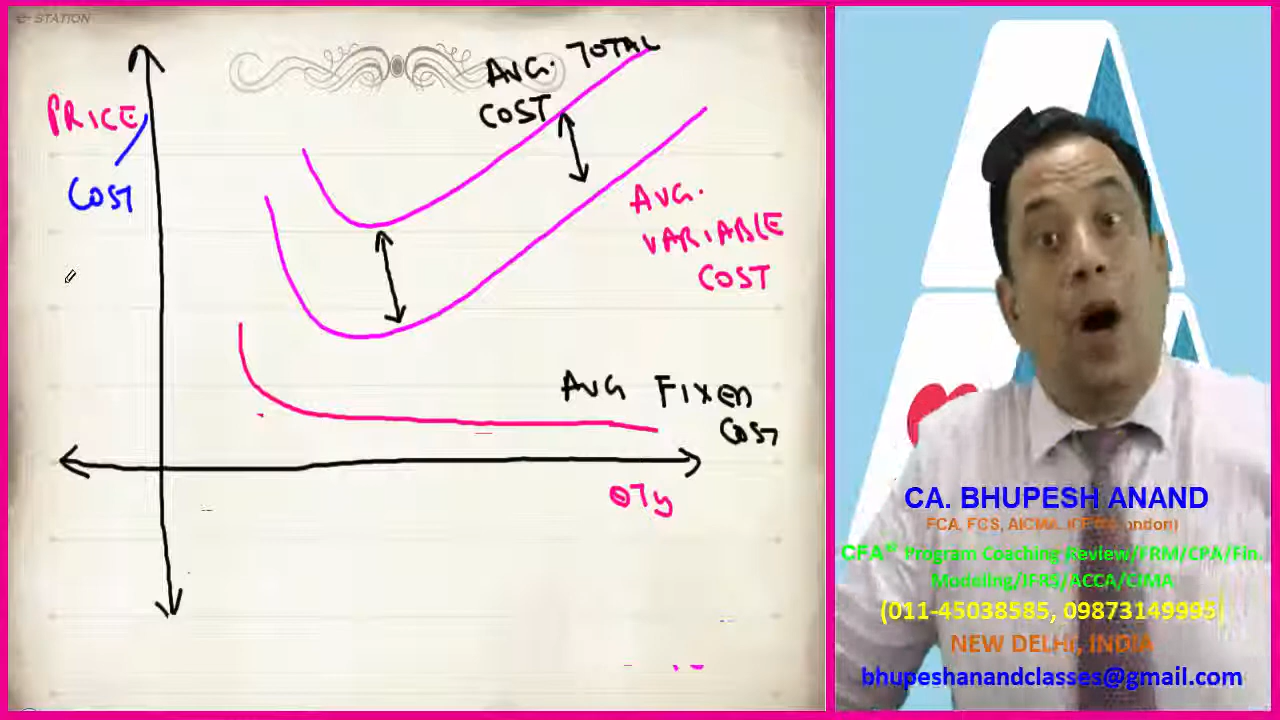 e- STATION
PRICE
COST
AVG. TOTAL
COST
AVG.
VARIABLE
COST
AVG FIXED
COST
QTy
CA. BHUPESH ANAND
FCA, FCS, AICMA,
CFA® Program Coaching Review/FRM/CPA/Fin.
Modeling/IFRS/ACCA/CIMA
(011-45038585, 09873149995)
NEW DELHI, INDIA
bhupeshanandclasses@gmail.com